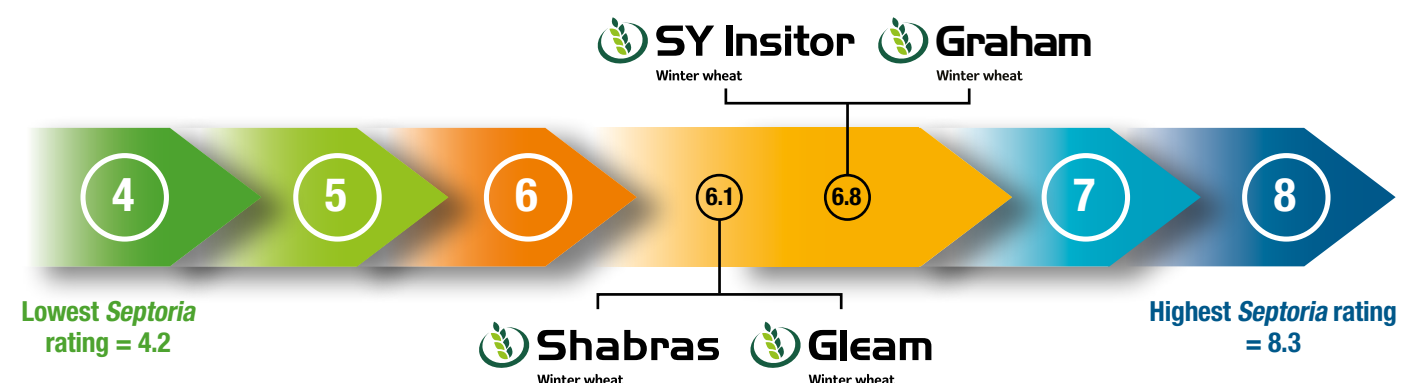 SY Insitor
Winter wheat
Graham
Winter wheat
4
5
6
6.1
6.8
7
8
Lowest Septoria
rating = 4.2
Highest Septoria rating
= 8.3
Shabras
Winter wheat
Gleam
Winter wheat